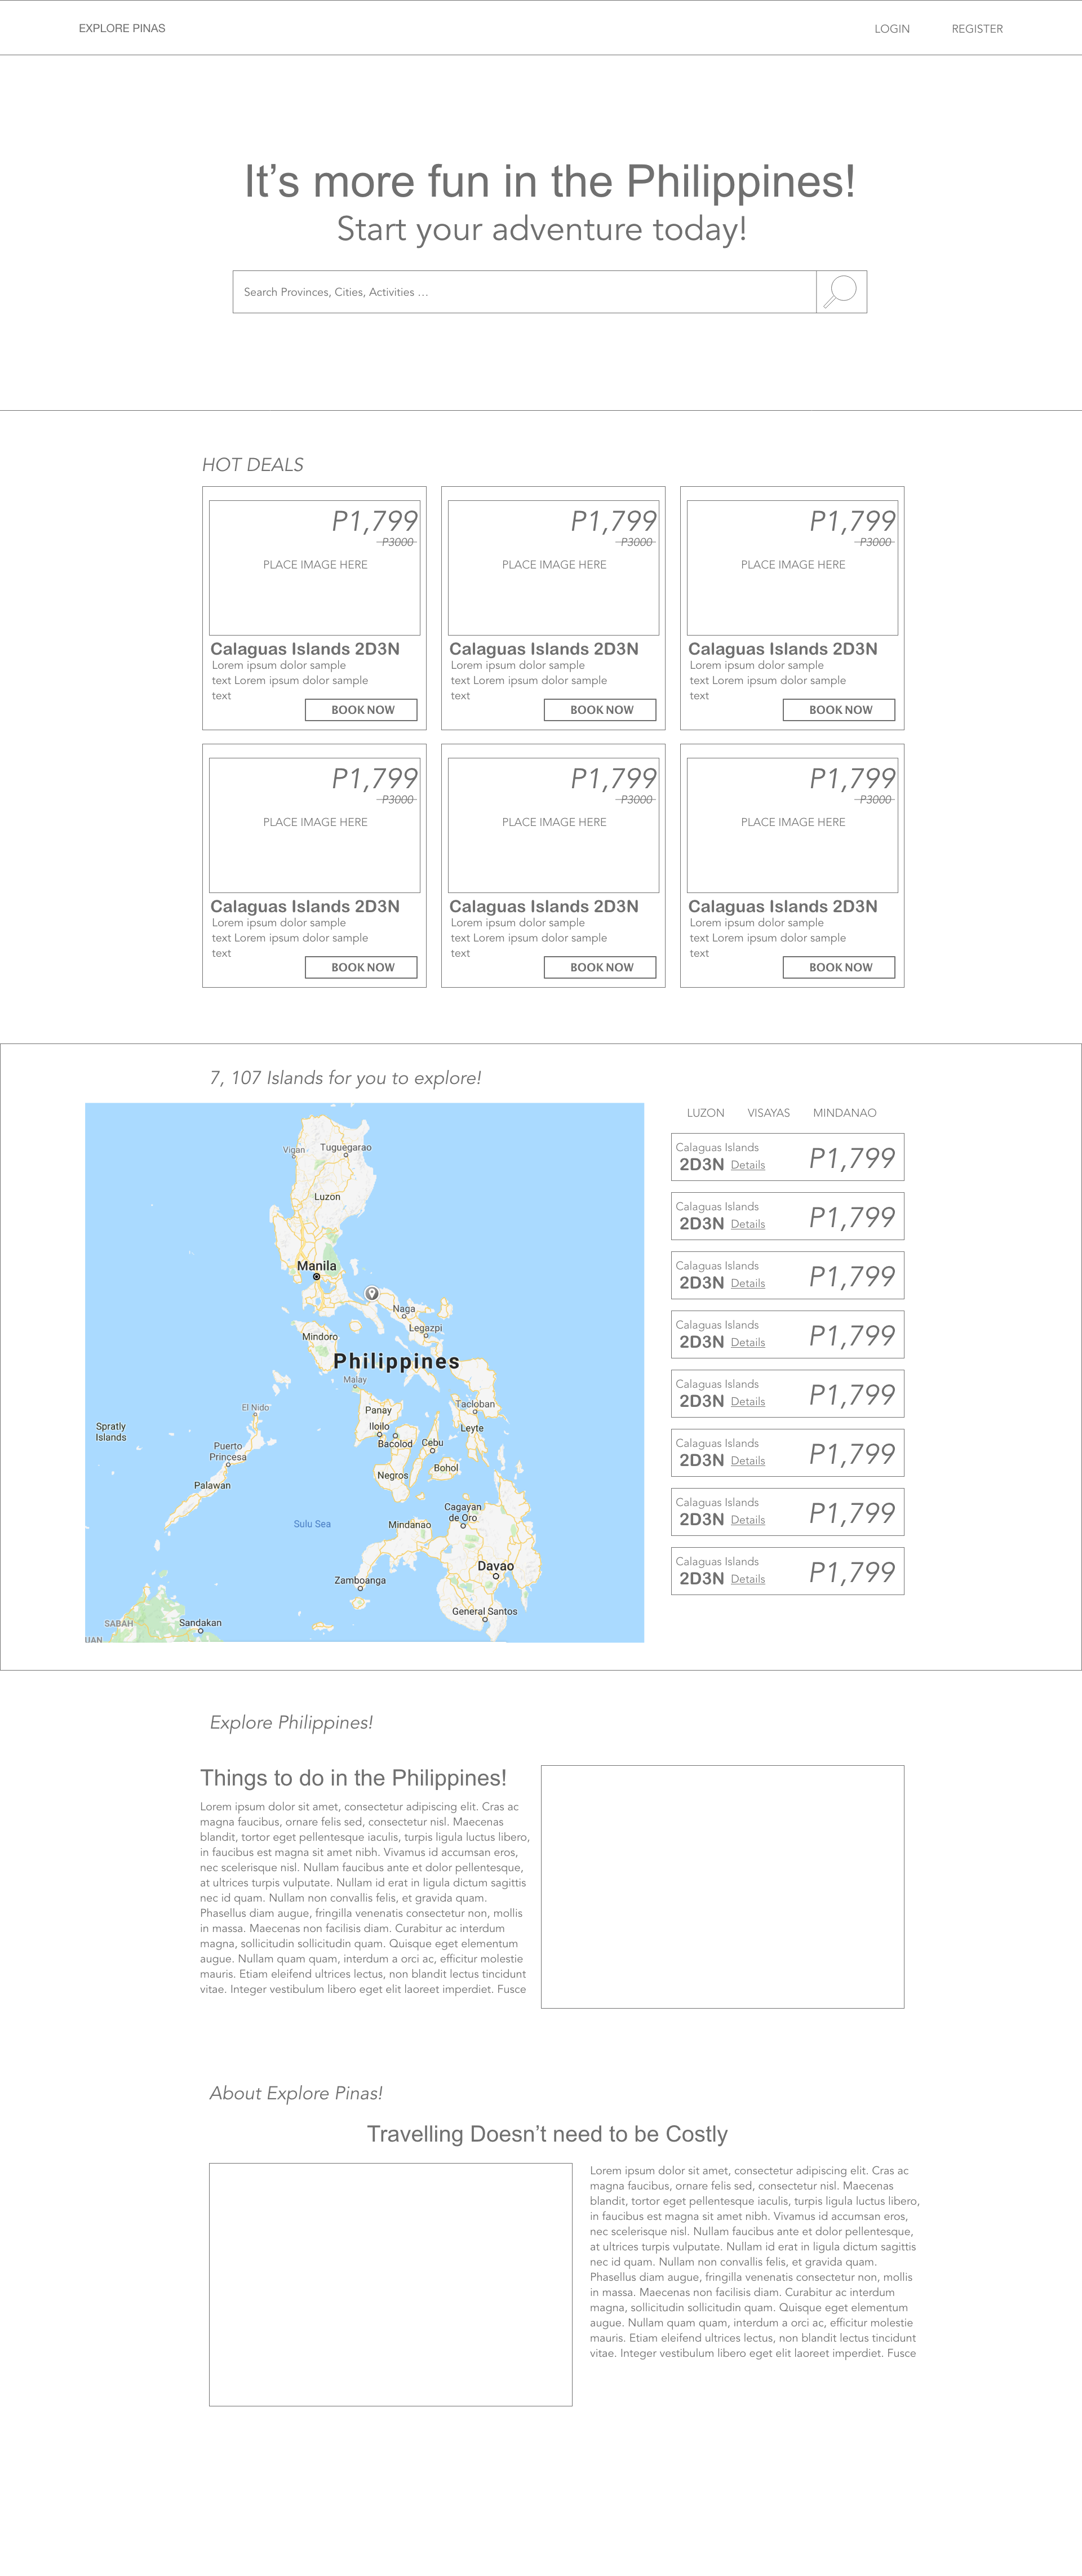 EXPLORE PINAS
LOGIN
REGISTER
It’s more fun in the Philippines!
Start your adventure today!
Search Provinces, Cities, Activities …
HOT DEALS
P1,799
P3000
PLACE IMAGE HERE
Calaguas Islands 2D3N
Lorem ipsum dolor sample
text Lorem ipsum dolor sample
text
BOOK NOW
P1,799
P3000
PLACE IMAGE HERE
Calaguas Islands 2D3N
Lorem ipsum dolor sample
text Lorem ipsum dolor sample
text
BOOK NOW
P1,799
P3000
PLACE IMAGE HERE
Calaguas Islands 2D3N
Lorem ipsum dolor sample
text Lorem ipsum dolor sample
text
BOOK NOW
P1,799
P3000
PLACE IMAGE HERE
Calaguas Islands 2D3N
Lorem ipsum dolor sample
text Lorem ipsum dolor sample
text
BOOK NOW
P1,799
P3000
PLACE IMAGE HERE
Calaguas Islands 2D3N
Lorem ipsum dolor sample
text Lorem ipsum dolor sample
text
BOOK NOW
P1,799
P3000
PLACE IMAGE HERE
Calaguas Islands 2D3N
Lorem ipsum dolor sample
text Lorem ipsum dolor sample
text
BOOK NOW
7, 107 Islands for you to explore!
Vigan
Tuguegarao
Luzon
Manila
Naga
Legazpi
Mindoro
Philippines
Malay
El Nido
Panay
Tacloban
Iloilo
Leyte
Spratly
Islands
Bacolod
Cebu
Puerto
Princesa
Bohol
Negros
Palawan
Cagayan
de Oro
Sulu Sea
Mindanao
Davao
Zamboanga
General Santos
SABAH
Sandakan
UAN
LUZON
VISAYAS
MINDANAO
Calaguas Islands
2D3N Details
P1,799
Calaguas Islands
2D3N Details
P1,799
Calaguas Islands
2D3N Details
P1,799
Calaguas Islands
2D3N Details
P1,799
Calaguas Islands
2D3N Details
P1,799
Calaguas Islands
2D3N Details
P1,799
Calaguas Islands
2D3N Details
P1,799
Calaguas Islands
2D3N Details
P1,799
Explore Philippines!
Things to do in the Philippines!
Lorem ipsum dolor sit amet, consectetur adipiscing elit. Cras ac
magna faucibus, ornare felis sed, consectetur nisl. Maecenas
blandit, tortor eget pellentesque iaculis, turpis ligula luctus libero,
in faucibus est magna sit amet nibh. Vivamus id accumsan eros,
nec scelerisque nisl. Nullam faucibus ante et dolor pellentesque,
at ultrices turpis vulputate. Nullam id erat in ligula dictum sagittis
nec id quam. Nullam non convallis felis, et gravida quam.
Phasellus diam augue, fringilla venenatis consectetur non, mollis
in massa. Maecenas non facilisis diam. Curabitur ac interdum
magna, sollicitudin sollicitudin quam. Quisque eget elementum
augue. Nullam quam quam, interdum a orci ac, efficitur molestie
mauris. Etiam eleifend ultrices lectus, non blandit lectus tincidunt
vitae. Integer vestibulum libero eget elit laoreet imperdiet. Fusce
About Explore Pinas!
Travelling Doesn’t need to be Costly
Lorem ipsum dolor sit amet, consectetur adipiscing elit. Cras ac
magna faucibus, ornare felis sed, consectetur nisl. Maecenas
blandit, tortor eget pellentesque iaculis, turpis ligula luctus libero,
in faucibus est magna sit amet nibh. Vivamus id accumsan eros,
nec scelerisque nisl. Nullam faucibus ante et dolor pellentesque,
at ultrices turpis vulputate. Nullam id erat in ligula dictum sagittis
nec id quam. Nullam non convallis felis, et gravida quam.
Phasellus diam augue, fringilla venenatis consectetur non, mollis
in massa. Maecenas non facilisis diam. Curabitur ac interdum
magna, sollicitudin sollicitudin quam. Quisque eget elementum
augue. Nullam quam quam, interdum a orci ac, efficitur molestie
mauris. Etiam eleifend ultrices lectus, non blandit lectus tincidunt
vitae. Integer vestibulum libero eget elit laoreet imperdiet. Fusce